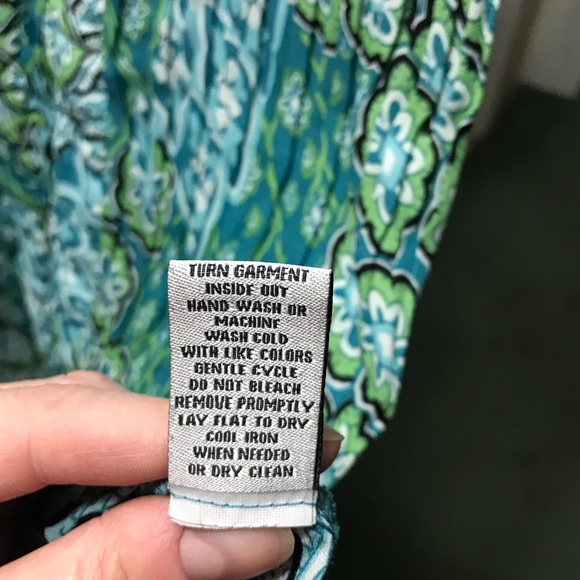 TURN GARMENT
INSIDE OUT
HAND WASH OR
MACHINE
WASH COLD
WITH LIKE COLORS
GENTLE CYCLE
DO NOT BLEACH
REMOVE PROMPTLY
LAY FLAT TO DRY
COOL IRON
WHEN NEEDED
OR DRY CLEAN